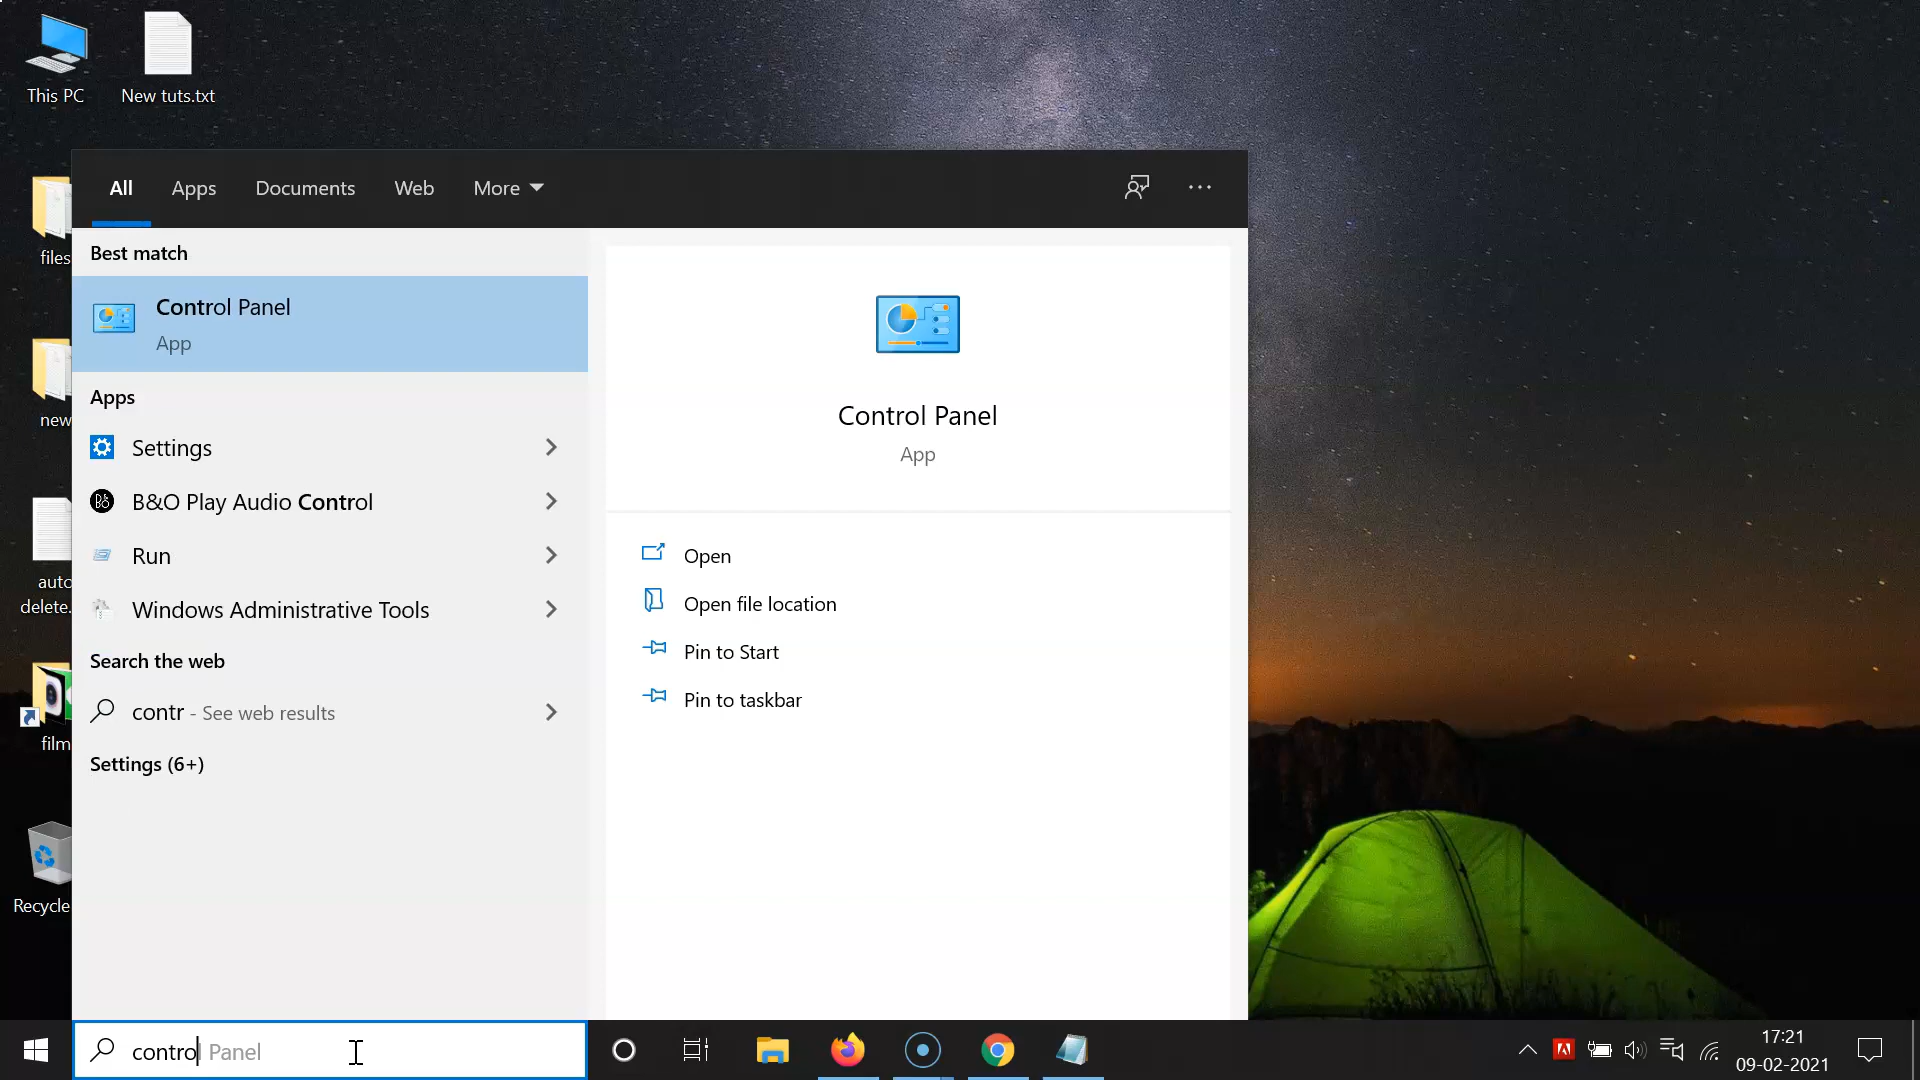 This PC
New tuts.txt
files
new
auto
delete.
film
Recycle
All
Apps
Documents
Web
More
Best match
Control Panel
App
Apps
Settings
B&O Play Audio Control
Run
Windows Administrative Tools
Search the web
contr - See web results
Settings (6+)
Control Panel
App
Open
Open file location
Pin to Start
Pin to taskbar
control Panel
17:21
09-02-2021